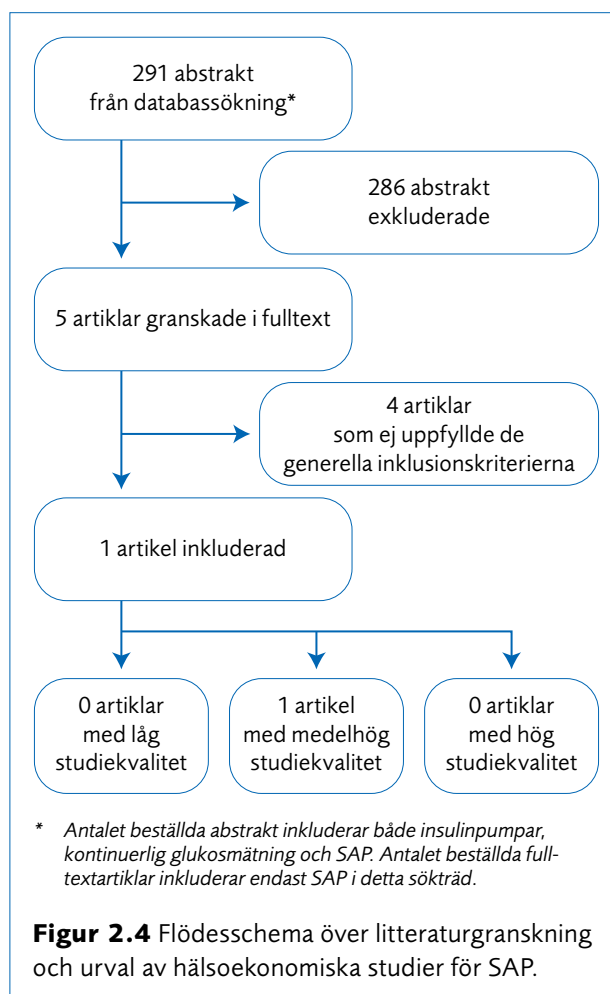 291 abstrakt
från databassökning*
286 abstrakt
exkluderade
5 artiklar granskade i fulltext
4 artiklar
som ej uppfyllde de
generella inklusionskriterierna
1 artikel inkluderad
0 artiklar
med låg
studiekvalitet
1 artikel
med medelhög
studiekvalitet
0 artiklar
med hög
studiekvalitet
* Antalet beställda abstrakt inkluderar både insulinpumpar,
kontinuerlig glukosmätning och SAP. Antalet beställda full-
textartiklar inkluderar endast SAP i detta sökträd.
Figur 2.4 Flödesschema över litteraturgranskning
och urval av hälsoekonomiska studier för SAP.